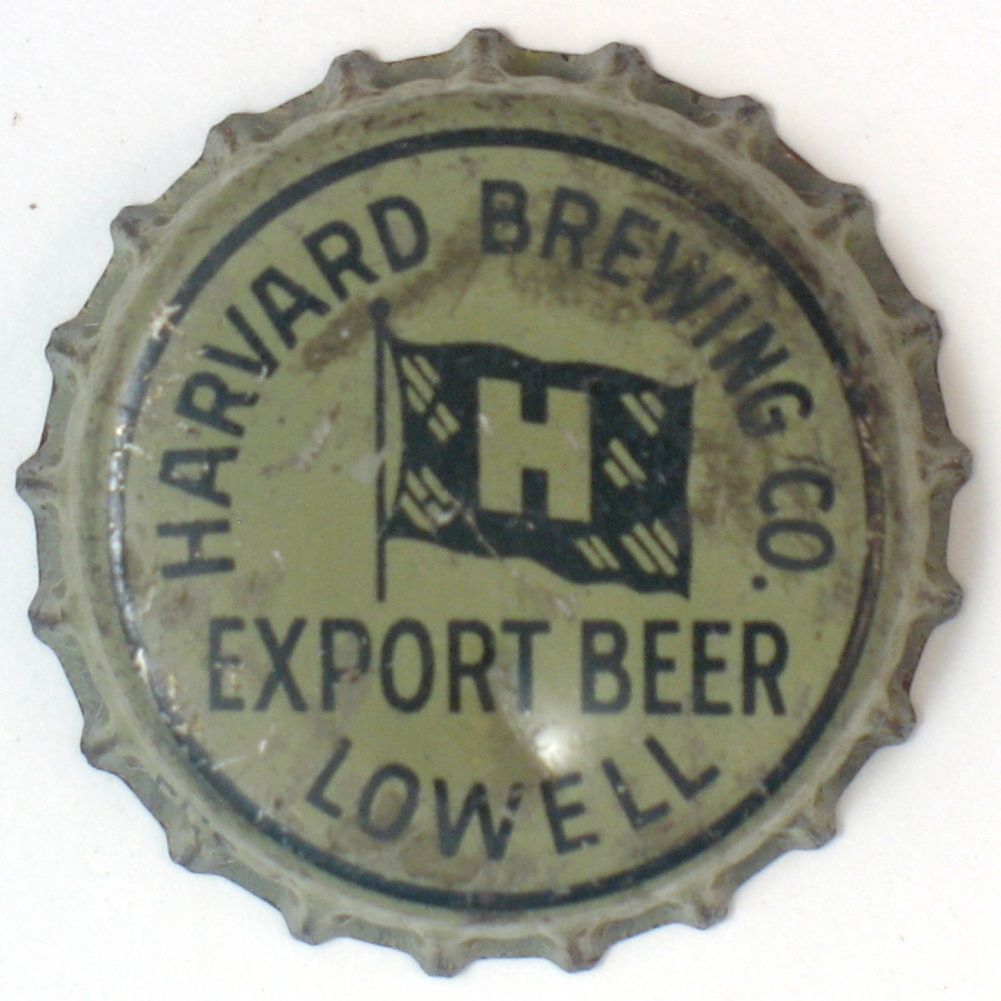 HARVARD BREWING CO.
H
EXPORT BEER
LOWELL